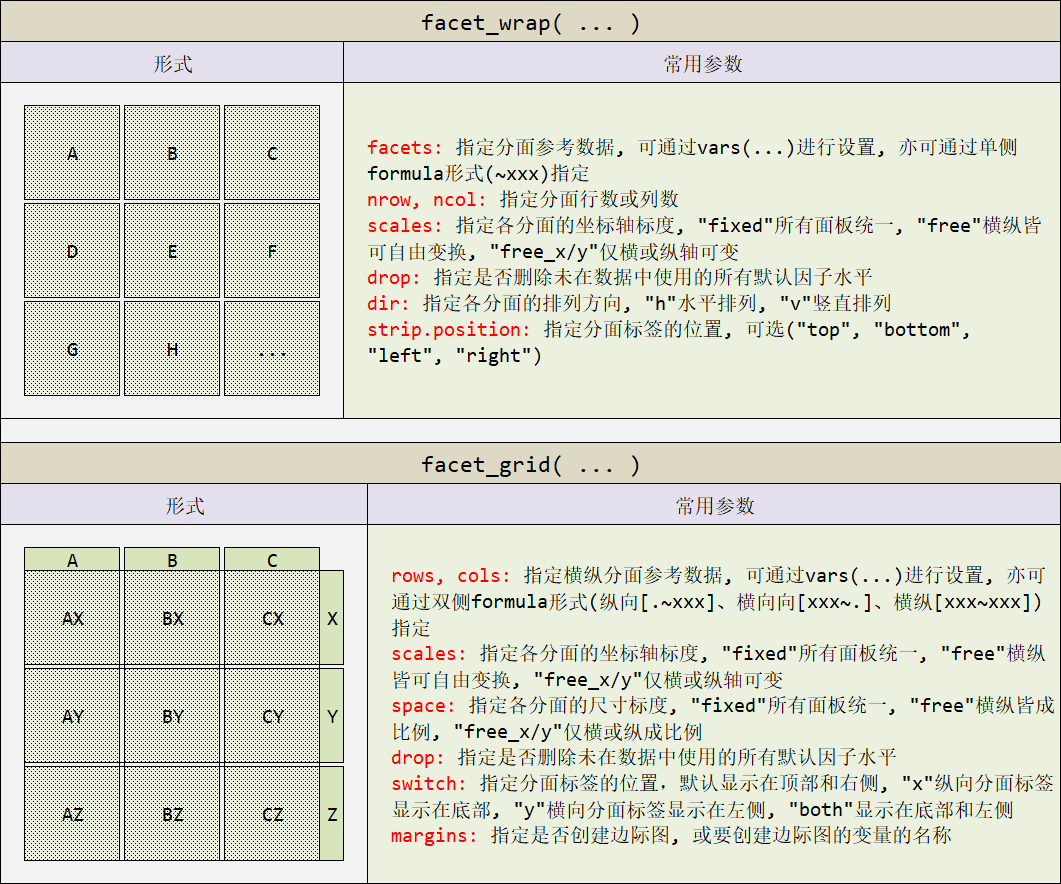 facet_wrap( ... )
形式
常用参数
A
B
C
D
E
F
G
H
...
facets: 指定分面参考数据, 可通过vars(...)进行设置, 亦可通过单侧
formula形式(~xxx)指定
nrow, ncol: 指定分面行数或列数
scales: 指定各分面的坐标轴标度, "fixed"所有面板统一, "free"横纵皆
可自由变换, "free_x/y"仅横或纵轴可变
drop: 指定是否删除未在数据中使用的所有默认因子水平
dir: 指定各分面的排列方向, "h"水平排列, "v"竖直排列
strip.position: 指定分面标签的位置, 可选("top", "bottom",
"left", "right")
facet_grid( ... )
形式
常用参数
A
B
C
AX
BX
CX
X
AY
BY
CY
Y
AZ
BZ
CZ
Z
rows, cols: 指定横纵分面参考数据, 可通过vars(...)进行设置, 亦可
通过双侧formula形式(纵向[.~xxx]、横向向[xxx~.]、横纵[xxx~xxx])
指定
scales: 指定各分面的坐标轴标度, "fixed"所有面板统一, "free"横纵
皆可自由变换, "free_x/y"仅横或纵轴可变
space: 指定各分面的尺寸标度, "fixed"所有面板统一, "free"横纵皆成
比例, "free_x/y"仅横或纵成比例
drop: 指定是否删除未在数据中使用的所有默认因子水平
switch: 指定分面标签的位置，默认显示在顶部和右侧, "x"纵向分面标签
显示在底部, "y"横向分面标签显示在左侧, "both"显示在底部和左侧
margins: 指定是否创建边际图, 或要创建边际图的变量的名称